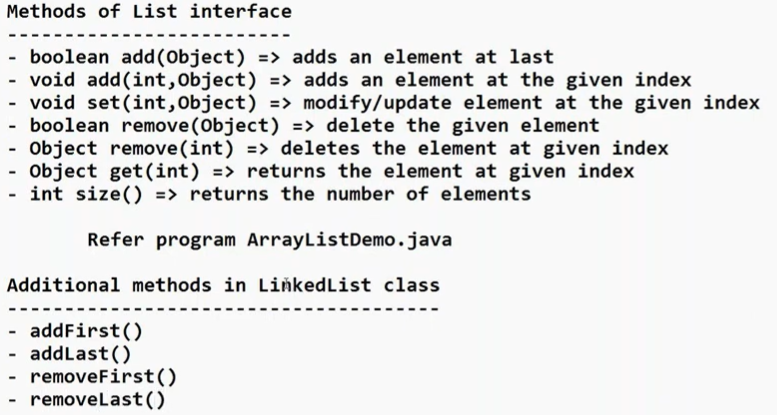 Methods of List interface
-------------------------
- boolean add(Object) => adds an element at last
- void add(int,Object) => adds an element at the given index
- void set(int,Object) => modify/update element at the given index
- boolean remove(Object) => delete the given element
- Object remove(int) => deletes the element at given index
- Object get(int) => returns the element at given index
- int size() => returns the number of elements
Refer program ArrayListDemo.java
Additional methods in LinkedList class
--------------------------------------
- addFirst()
- addLast()
- removeFirst()
- removeLast()